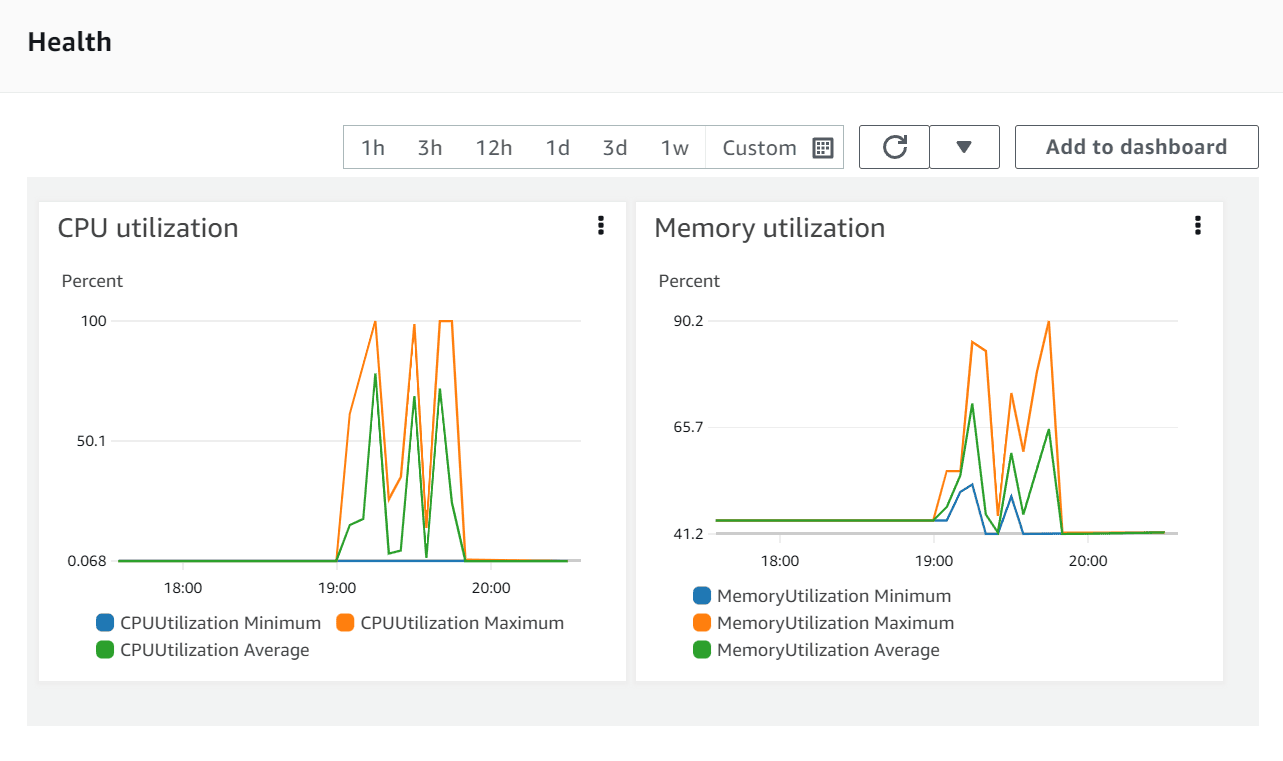 Health
1h 3h 12h 1d 3d 1w Custom
Add to dashboard
CPU utilization
Percent
100
50.1
0.068
18:00 19:00 20:00
CPUUtilization Minimum CPUUtilization Maximum
CPUUtilization Average
Memory utilization
Percent
90.2
65.7
41.2
18:00 19:00 20:00
MemoryUtilization Minimum
MemoryUtilization Maximum
MemoryUtilization Average